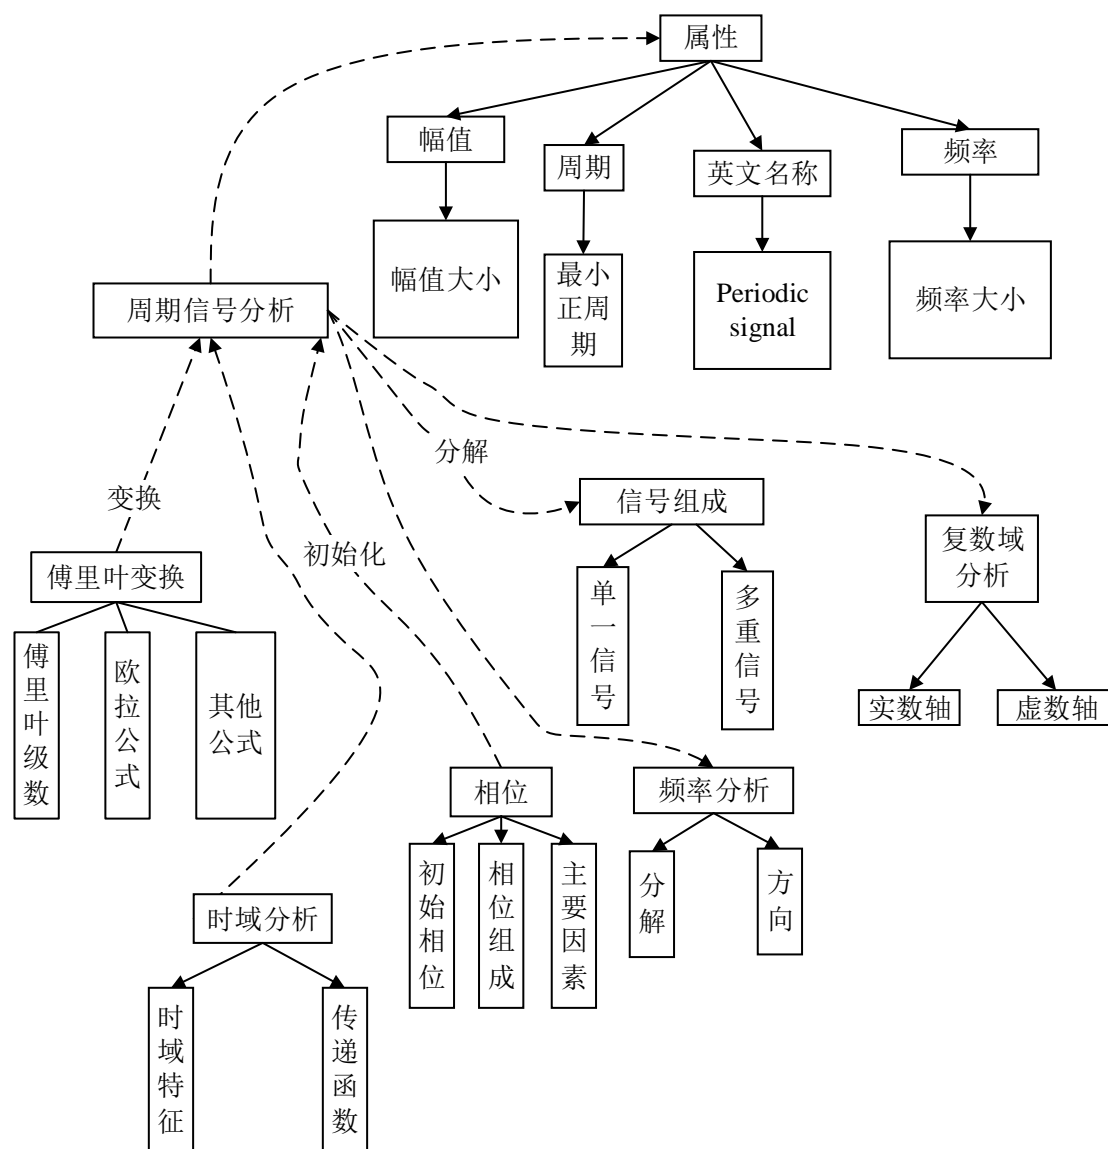 属性
幅值
周期
英文名称
频率
幅值大小
最小
正周
期
Periodic
signal
频率大小
周期信号分析
分解
变换
初始化
信号组成
复数域
分析
傅里叶变换
单一信号
多重信号
傅里叶级数
欧拉公式
其他
公式
实数轴
虚数轴
相位
频率分析
初始相位
相位组成
主要因素
分解
方向
时域分析
时域特征
传递函数